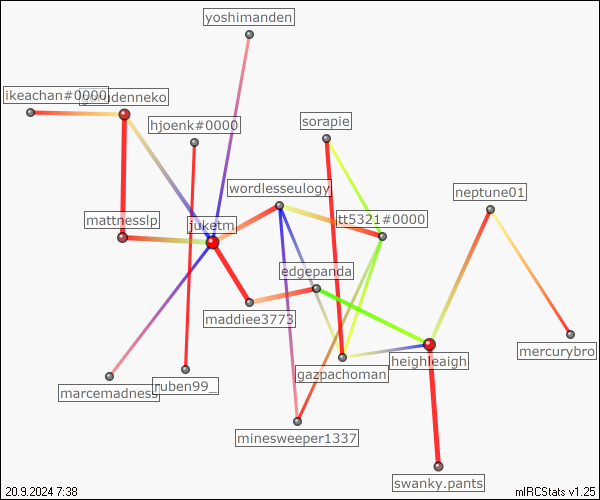 yoshimanden
ikeachan#0000
hjoenk#0000
sorapie
wordlesseulogy
neptune01
mattnesslp
juketm
tt5321#0000
edgepanda
maddiee3773
mercurybro
gazpachoman
heighleaigh
marcemadness
ruben99_
minesweeper1337
swanky.pants
20.9.2024 7:38
mIRCStats v1.25